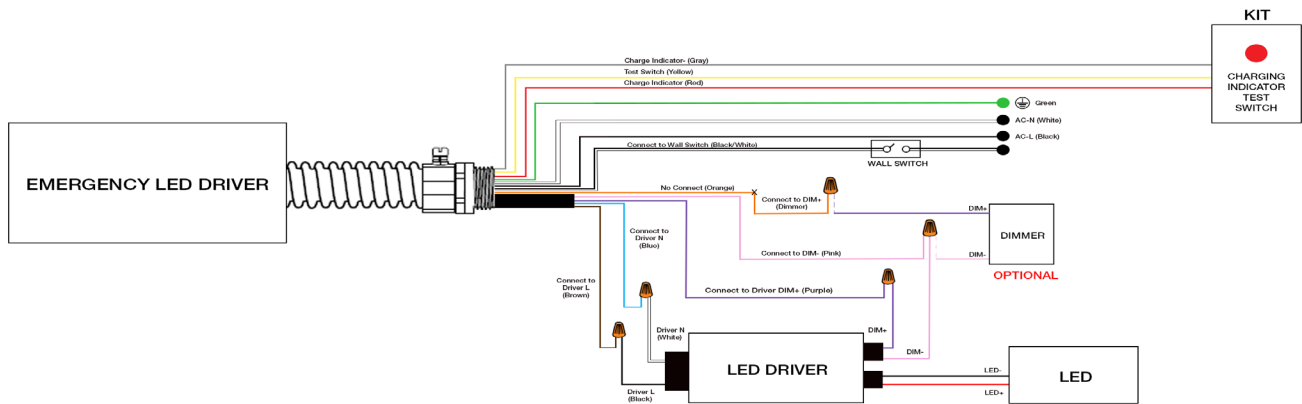 KIT
CHARGING
INDICATOR
TEST
SWITCH
Charge Indicator- (Gray)
Test Switch (Yellow)
Charge Indicator (Red)
Green
AC-N (White)
AC-L (Black)
Connect to Wall Switch (Black/White)
WALL SWITCH
EMERGENCY LED DRIVER
No Connect (Orange)
Connect to DIM+
(Dimmer)
DIM+
DIMMER
DIM-
OPTIONAL
Connect to
Driver N
(Blue)
Connect to DIM- (Pink)
Connect to
Driver L
(Brown)
Connect to Driver DIM+ (Purple)
Driver N
(White)
DIM+
DIM-
LED DRIVER
LED-
LED+
LED
Driver L
(Black)